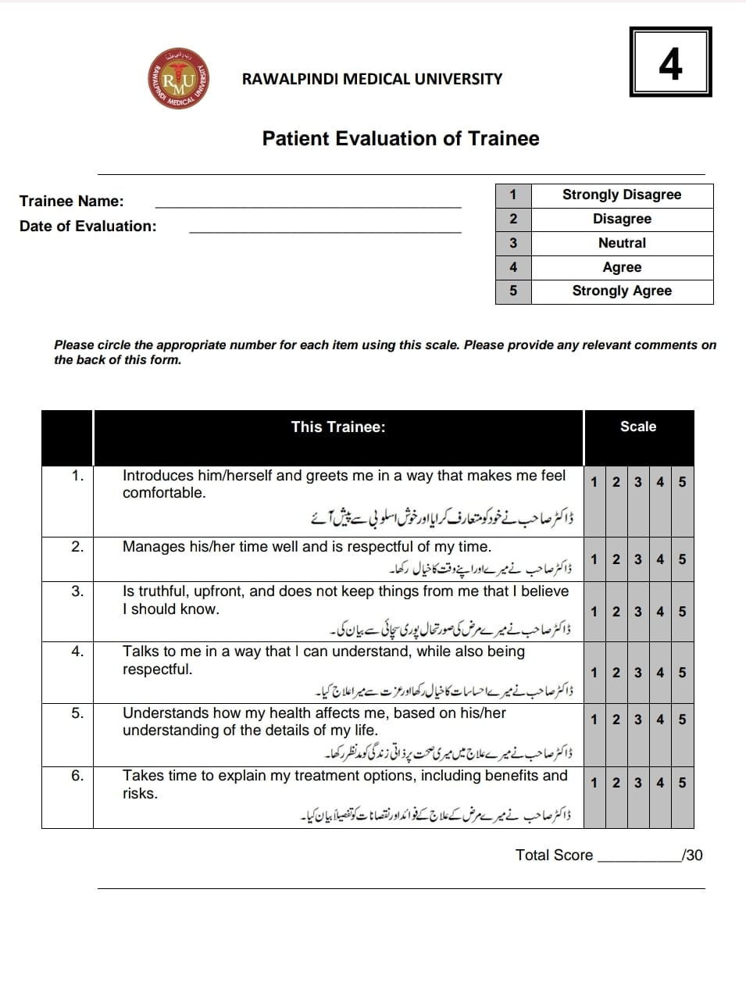 رب زدنی علما
RAWALPINDI MEDICAL UNIVERSITY
RMU
RAWALPINDI MEDICAL UNIVERSITY
4
Patient Evaluation of Trainee
Trainee Name: ______________________
Date of Evaluation: ______________________
1 Strongly Disagree
2 Disagree
3 Neutral
4 Agree
5 Strongly Agree
Please circle the appropriate number for each item using this scale. Please provide any relevant comments on
the back of this form.
This Trainee: Scale
1. Introduces him/herself and greets me in a way that makes me feel
comfortable.
1 2 3 4 5
ڈاکٹر صاحب نے خود کو متعارف کرایا اور خوش اسلوبی سے پیش آئے
2. Manages his/her time well and is respectful of my time.
1 2 3 4 5
ڈاکٹر صاحب نے میرے اور اپنے وقت کا خیال رکھا۔
3. Is truthful, upfront, and does not keep things from me that I believe
I should know.
1 2 3 4 5
ڈاکٹر صاحب نے میرے مرض کی صورتحال پوری سچائی سے بیان کی۔
4. Talks to me in a way that I can understand, while also being
respectful.
1 2 3 4 5
ڈاکٹر صاحب نے میرے احساسات کا خیال رکھا اور عزت سے میرا علاج کیا۔
5. Understands how my health affects me, based on his/her
understanding of the details of my life.
1 2 3 4 5
ڈاکٹر صاحب نے میرے علاج میں میری صحت پر ذاتی زندگی کو مدنظر رکھا۔
6. Takes time to explain my treatment options, including benefits and
risks.
1 2 3 4 5
ڈاکٹر صاحب نے میرے مرض کے علاج کے فوائد اور نقصانات کو تفصیلاً بیان کیا۔
Total Score __________/30